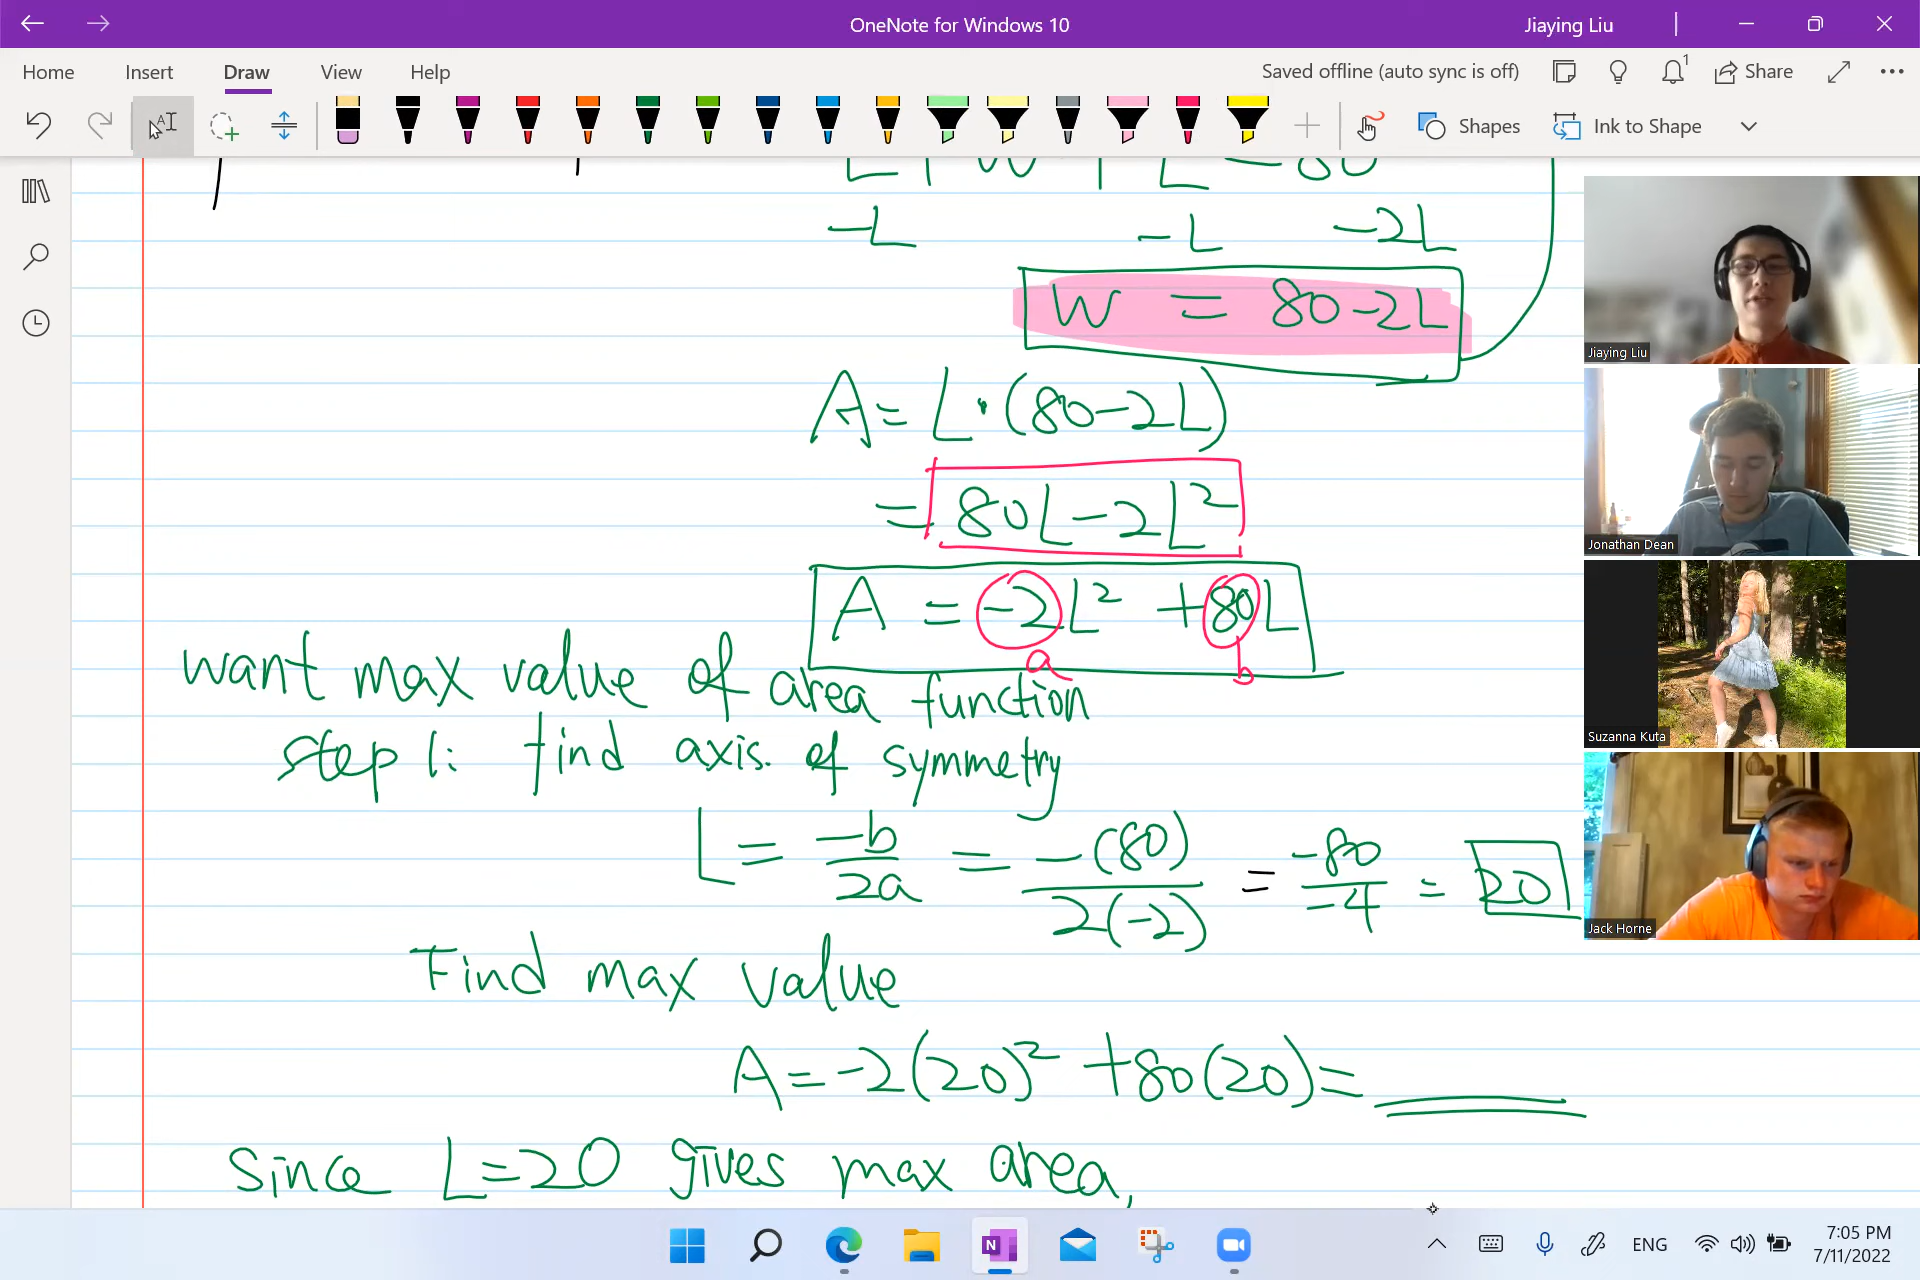 OneNote for Windows 10
Jiaying Liu
Home Insert Draw View Help
Saved offline (auto sync is off)
1
Share
Shapes
Ink to Shape
L + W + L = 80
-L -L -2L
W = 80-2L
A = L · (80-2L)
= 80L - 2L²
A = -2L² + 80L
a b
want max value of area function
step 1: find axis of symmetry
L = -b/2a = -(80)/2(-2) = -80/-4 = 20
Find max value
A = -2(20)² + 80(20) =
Since L=20 gives max area,
Jiaying Liu
Jonathan Dean
Suzanna Kuta
Jack Horne
ENG
7:05 PM
7/11/2022